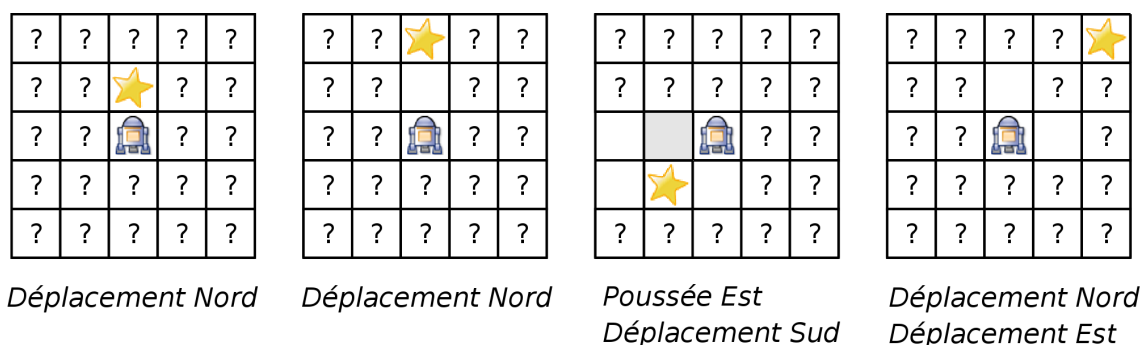 ? ? ? ? ? ? ? ? ? ? ? ? ? ? ? ? ? ?
? ? ? ? ? ? ? ? ? ? ? ? ? ? ? ? ?
? ? ? ? ? ? ? ? ? ? ? ? ?
? ? ? ? ? ? ? ? ? ? ? ? ? ? ? ? ?
? ? ? ? ? ? ? ? ? ? ? ? ? ? ? ? ? ? ? ?
Déplacement Nord
Déplacement Nord
Poussée Est
Déplacement Sud
Déplacement Nord
Déplacement Est